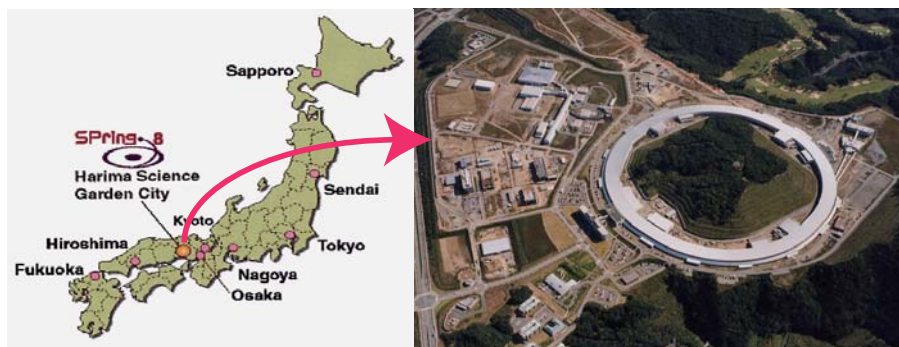 Sapporo
SPring-8
Harima Science
Garden City
Sendai
Kyoto
Hiroshima
Tokyo
Fukuoka
Nagoya
Osaka